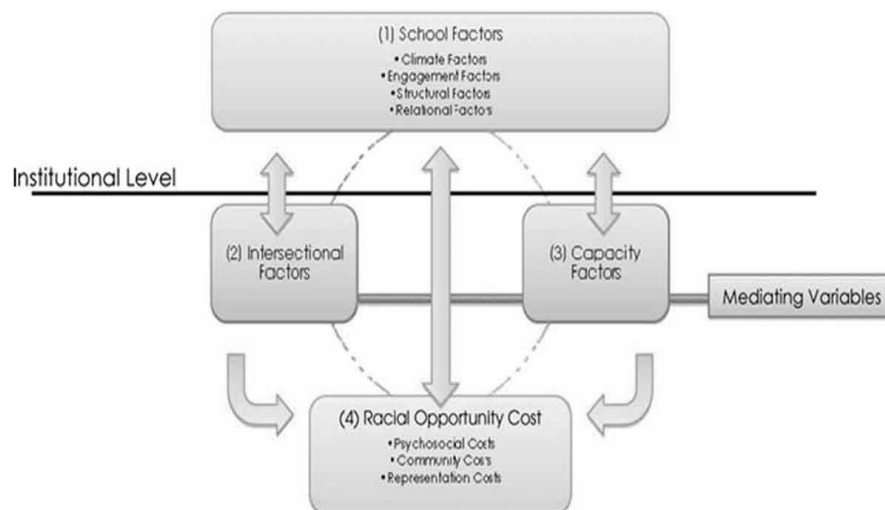 (1) School Factors
•Climate Factors
•Engagement Factors
•Structural Factors
•Relational Factors
Institutional Level
(2) Intersectional
Factors
(3) Capacity
Factors
Mediating Variables
(4) Racial Opportunity Cost
•Psychosocial Costs
•Community Costs
•Representation Costs